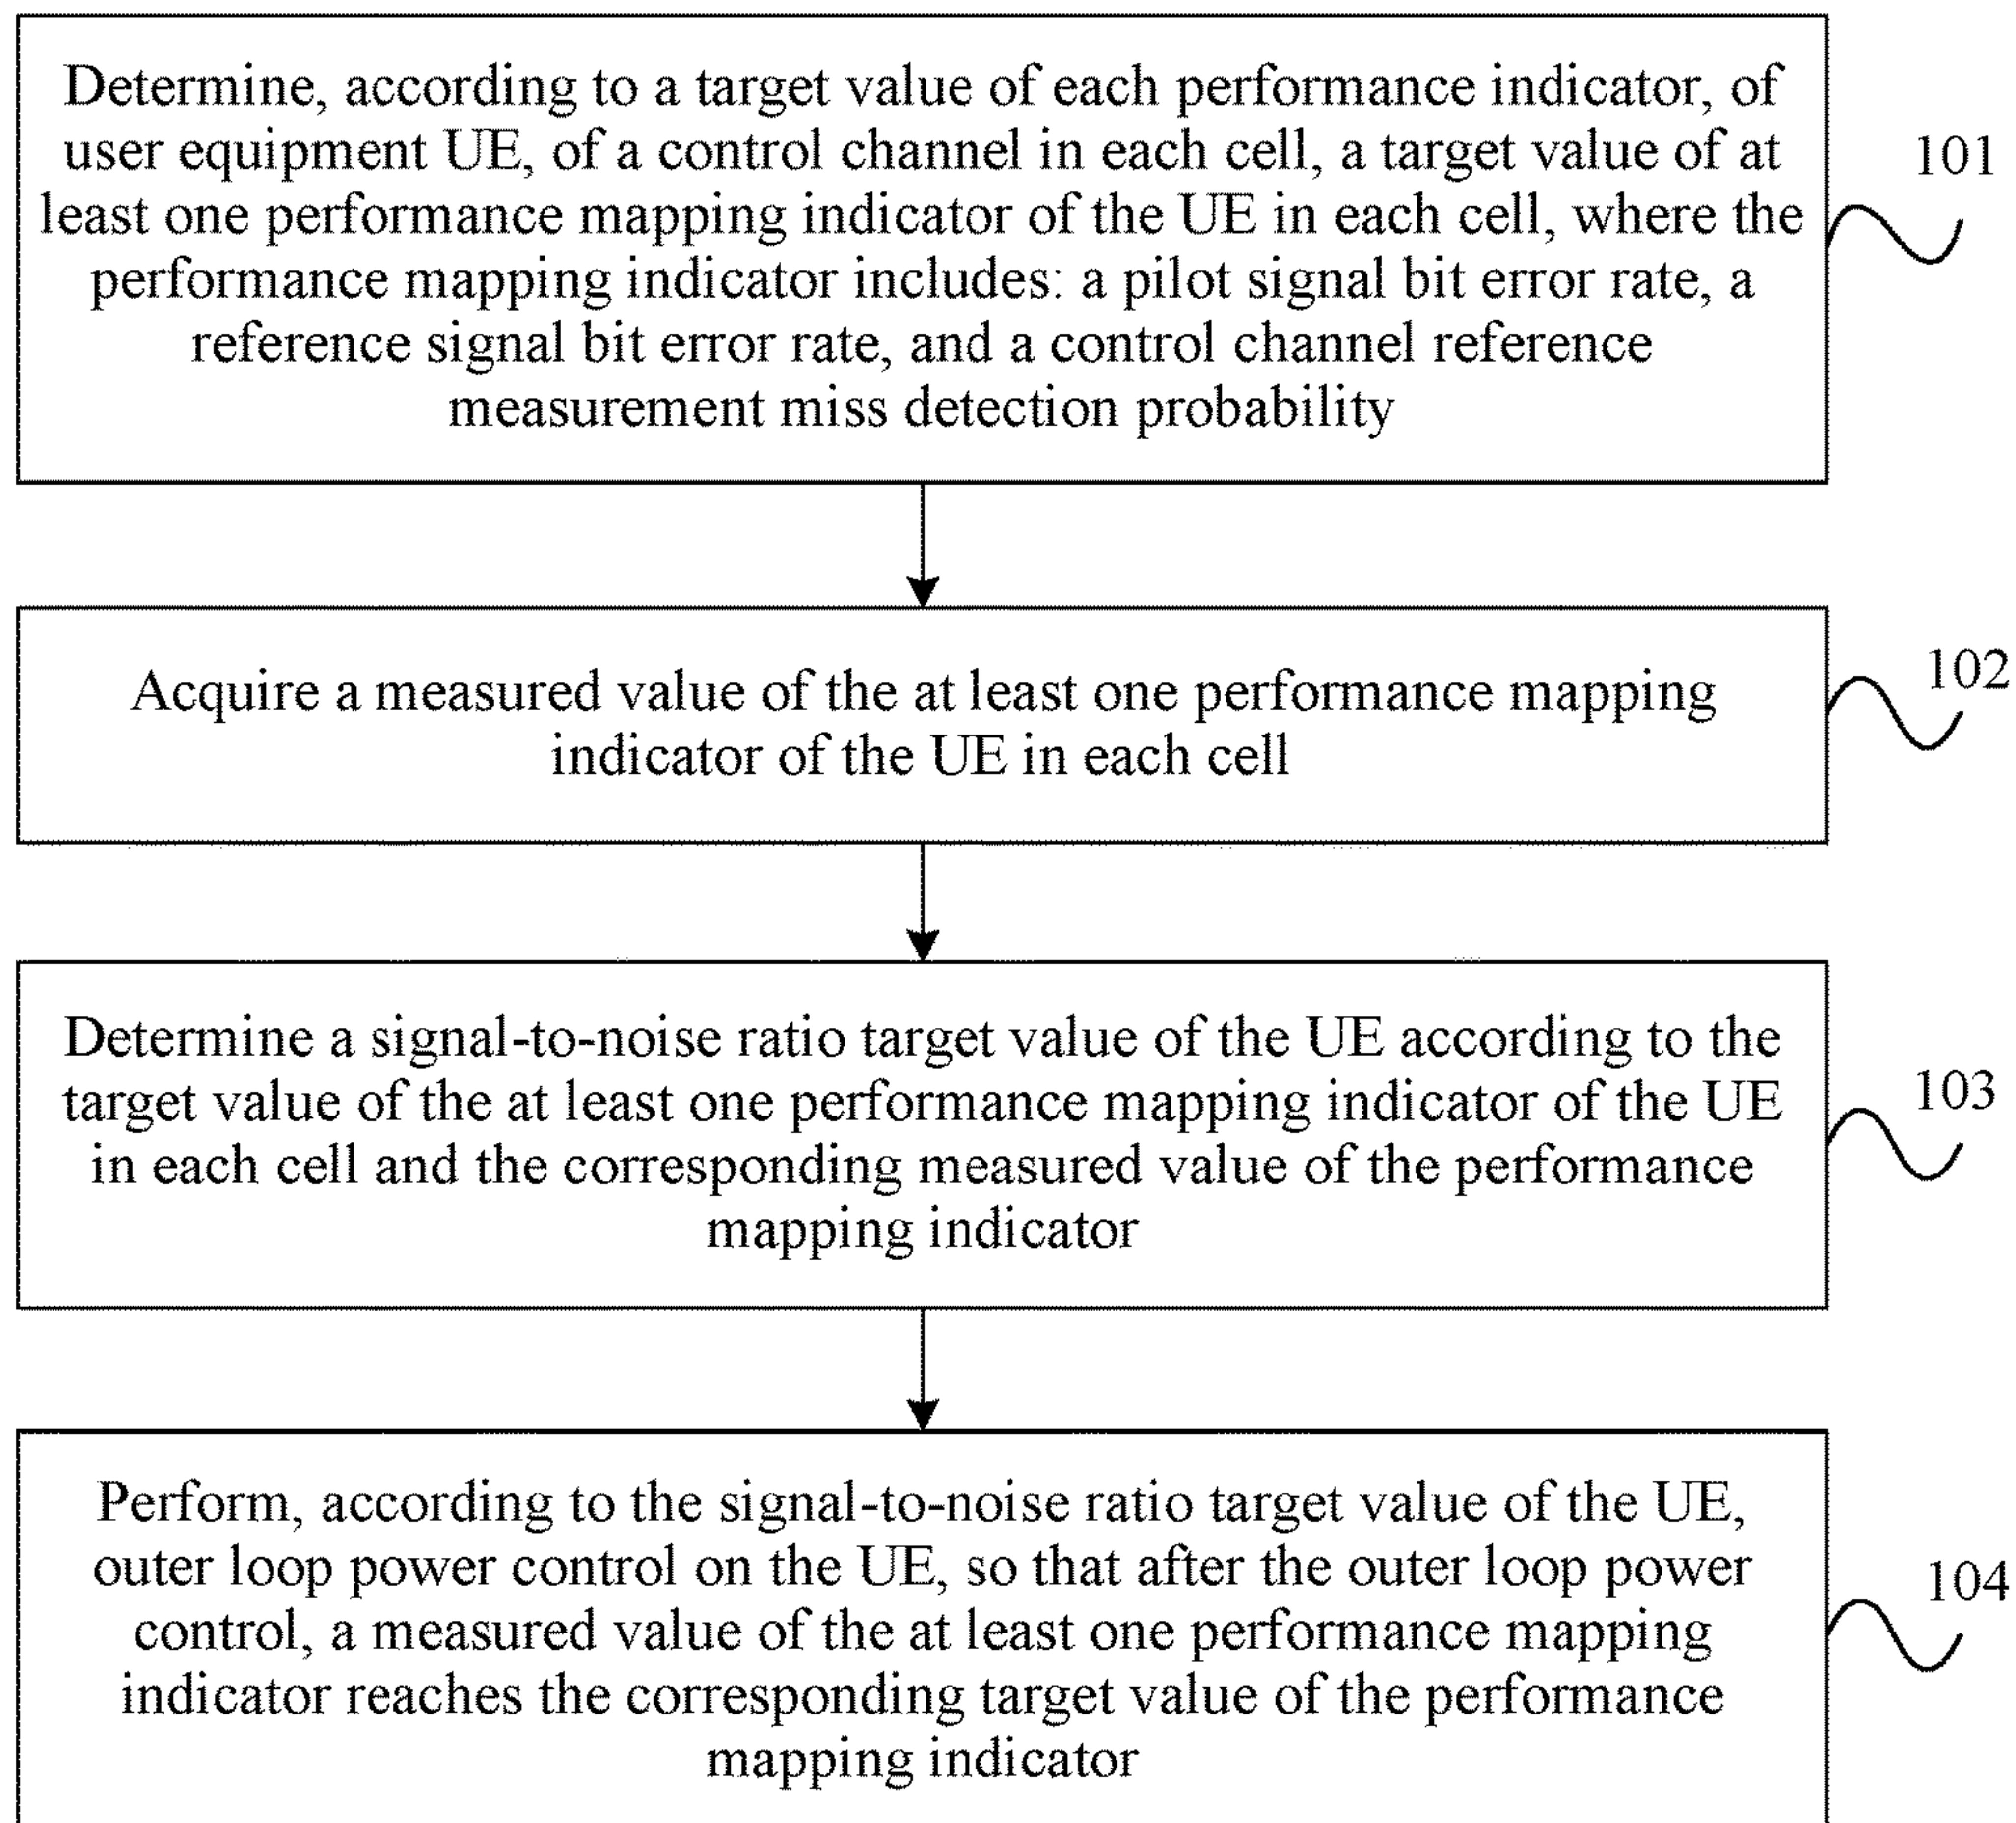 Determine, according to a target value of each performance indicator, of
user equipment UE, of a control channel in each cell, a target value of at
least one performance mapping indicator of the UE in each cell, where the
performance mapping indicator includes: a pilot signal bit error rate, a
reference signal bit error rate, and a control channel reference
measurement miss detection probability
101
Acquire a measured value of the at least one performance mapping
indicator of the UE in each cell
102
Determine a signal-to-noise ratio target value of the UE according to the
target value of the at least one performance mapping indicator of the UE
in each cell and the corresponding measured value of the performance
mapping indicator
103
Perform, according to the signal-to-noise ratio target value of the UE,
outer loop power control on the UE, so that after the outer loop power
control, a measured value of the at least one performance mapping
indicator reaches the corresponding target value of the performance
mapping indicator
104